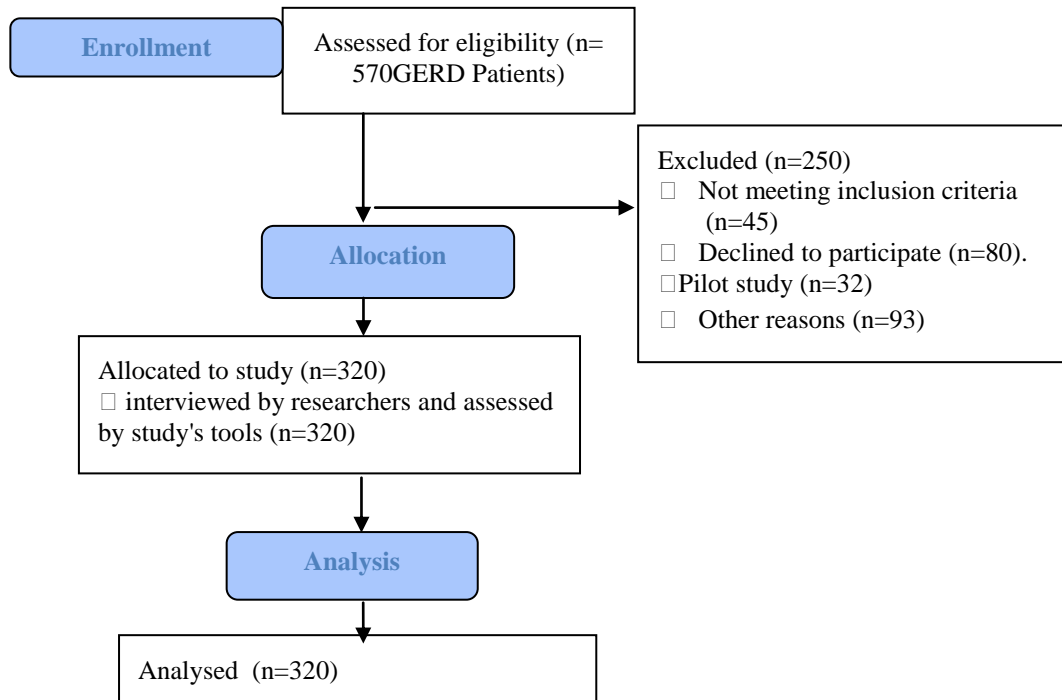 Enrollment
Assessed for eligibility (n=
570GERD Patients)
Excluded (n=250)
□ Not meeting inclusion criteria
(n=45)
□ Declined to participate (n=80).
□Pilot study (n=32)
□ Other reasons (n=93)
Allocation
Allocated to study (n=320)
□ interviewed by researchers and assessed
by study's tools (n=320)
Analysis
Analysed (n=320)